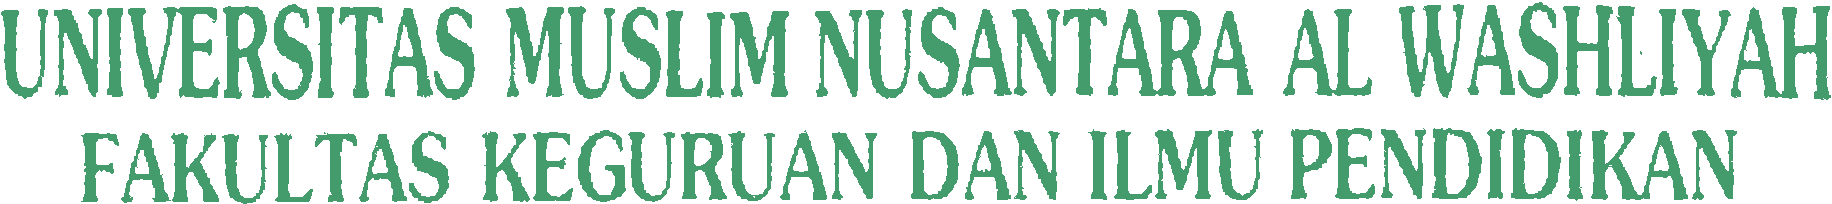 UNIVERSITAS MUSLIM NUSANTARA AL WASHLIYAH
FAKULTAS KEGURUAN DAN ILMU PENDIDIKAN